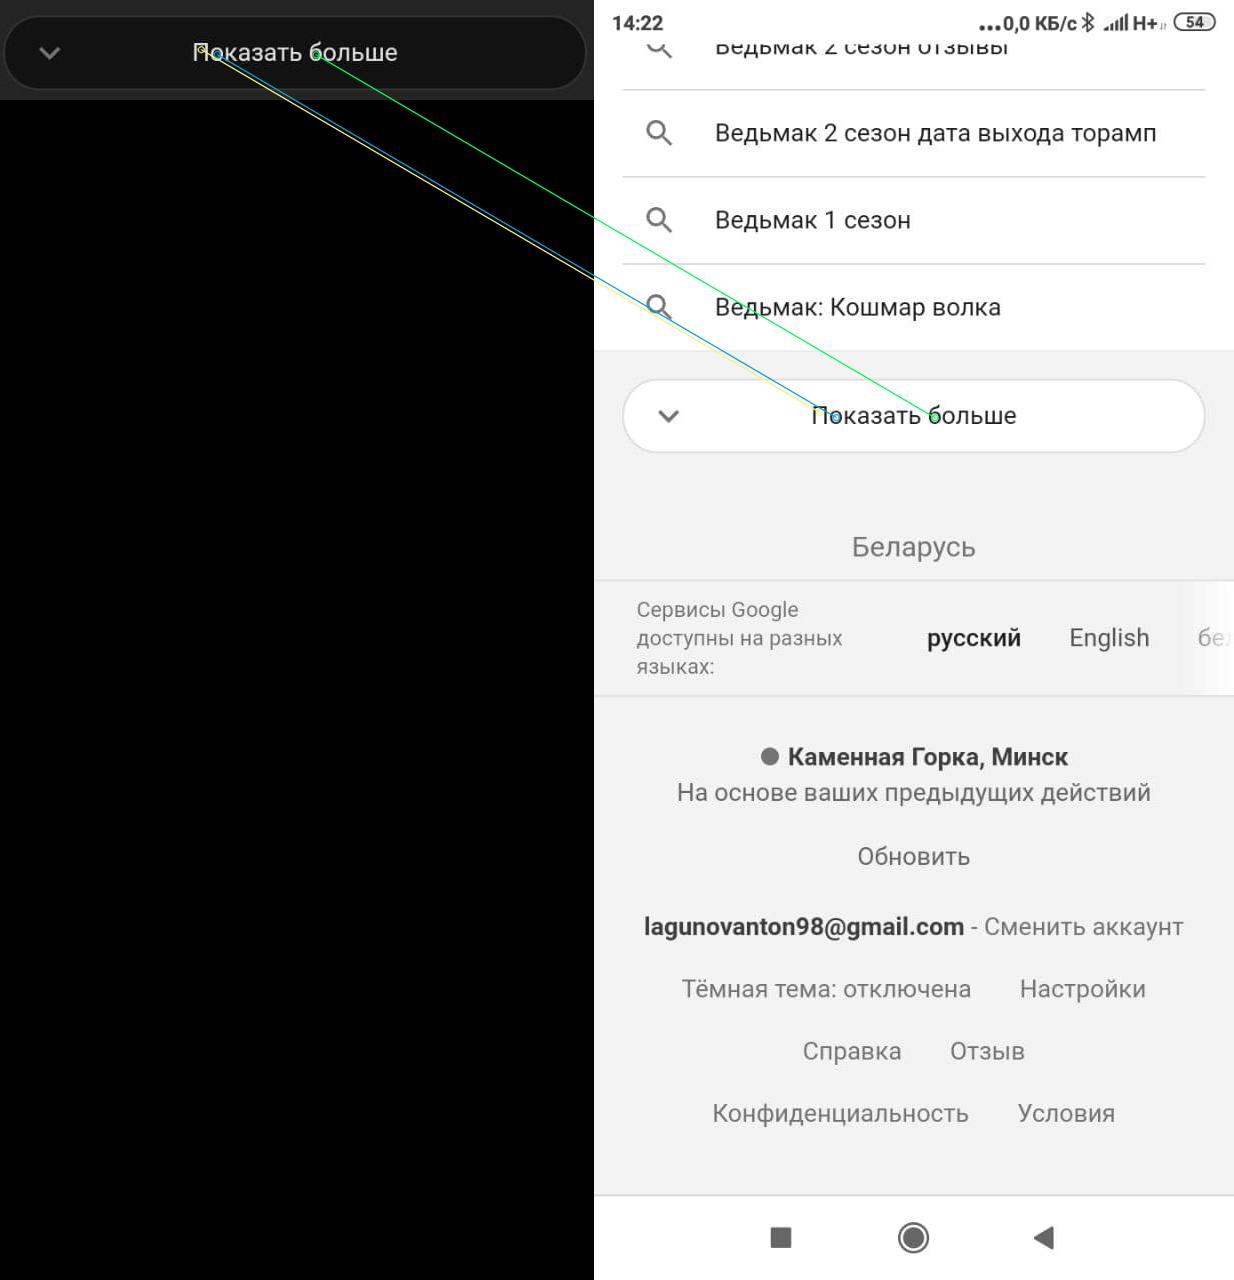 Показать больше
14:22
...0,0 КБ/с H+ 54
Ведьмак 2 сезон отзывы
Ведьмак 2 сезон дата выхода торамп
Ведьмак 1 сезон
Ведьмак: Кошмар волка
Показать больше
Беларусь
Сервисы Google
доступны на разных
языках:
русский English бел
Каменная Горка, Минск
На основе ваших предыдущих действий
Обновить
lagunovanton98@gmail.com - Сменить аккаунт
Тёмная тема: отключена Настройки
Справка Отзыв
Конфиденциальность Условия